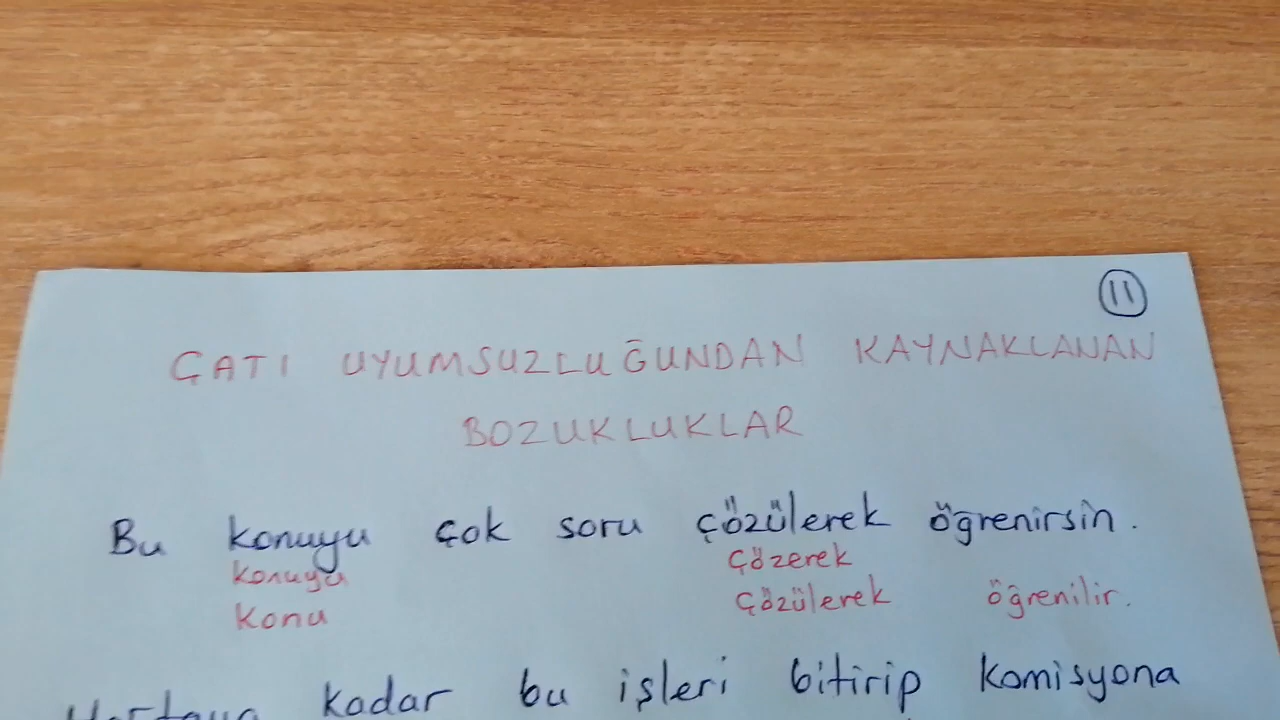 11
ÇATI UYUMSUZLUĞUNDAN KAYNAKLANAN
BOZUKLUKLAR
Bu konuyu çok soru çözülerek öğrenirsin.
konuyu çözerek
konu çözülerek öğrenilir.
kadar bu işleri bitirip komisyona